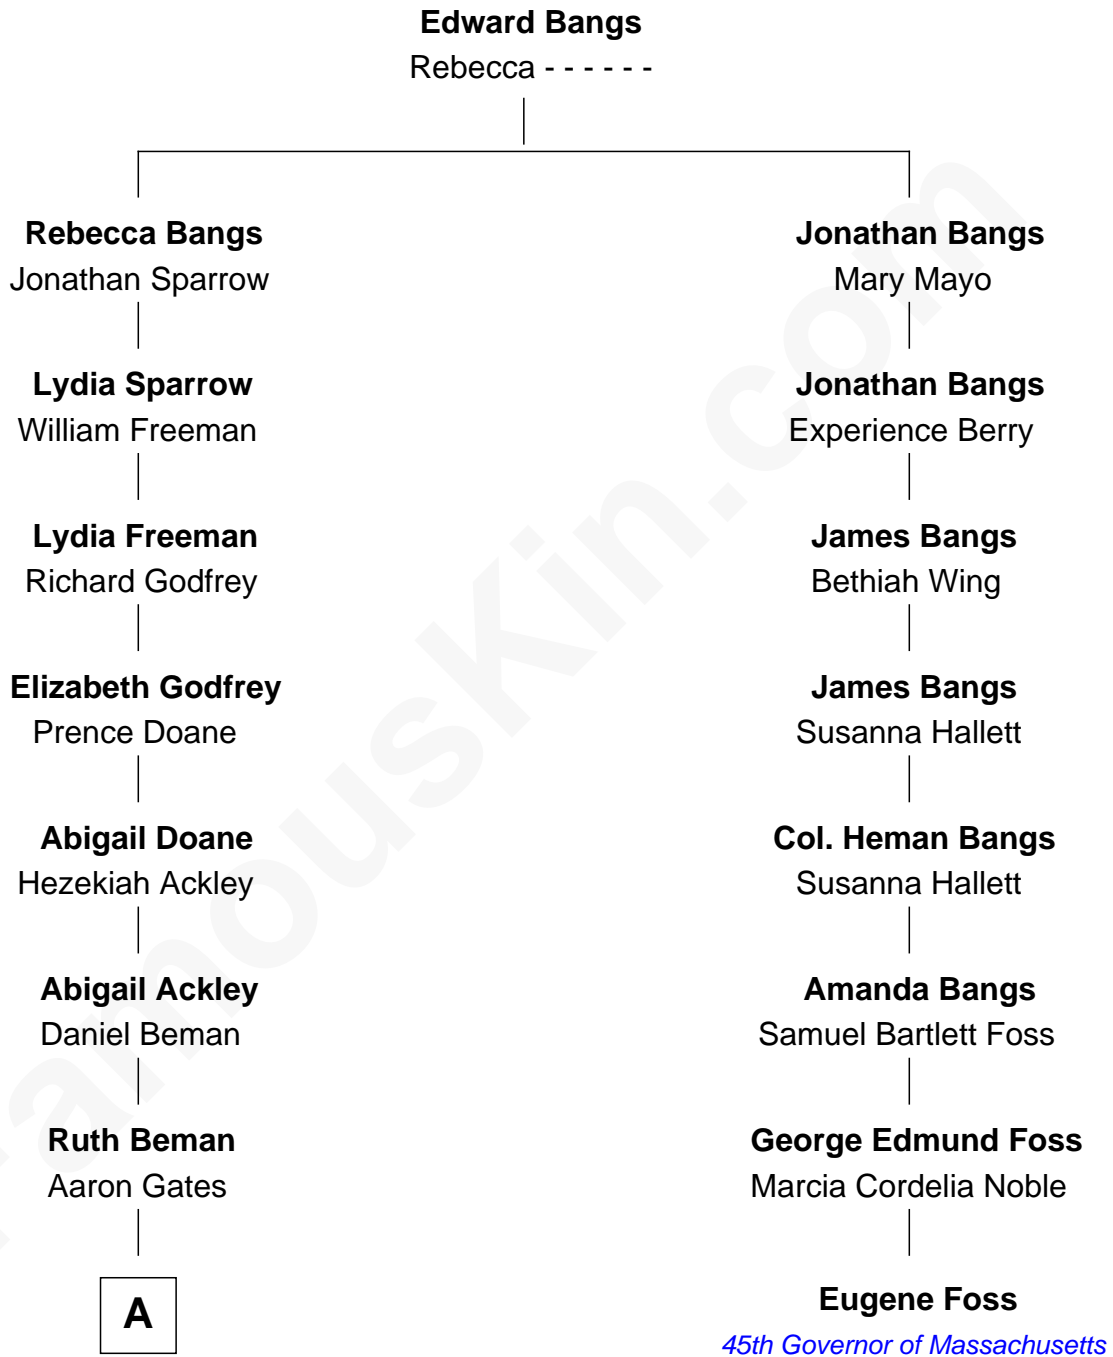 Edward Bangs
Rebecca - - - - - -
Rebecca Bangs
Jonathan Sparrow
Jonathan Bangs
Mary Mayo
Lydia Sparrow
William Freeman
Jonathan Bangs
Experience Berry
Lydia Freeman
Richard Godfrey
James Bangs
Bethiah Wing
Elizabeth Godfrey
Prence Doane
James Bangs
Susanna Hallett
Abigail Doane
Hezekiah Ackley
Col. Heman Bangs
Susanna Hallett
Abigail Ackley
Daniel Beman
Amanda Bangs
Samuel Bartlett Foss
Ruth Beman
Aaron Gates
George Edmund Foss
Marcia Cordelia Noble
A
Eugene Foss
45th Governor of Massachusetts
FamousKin.com